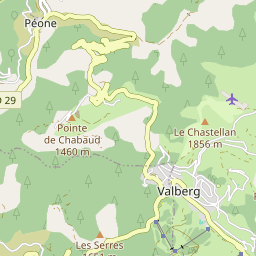 Péone
D 29
Pointe
de Chabaud
1460 m
Le Chastellan
1856 m
Valberg
Les Serres